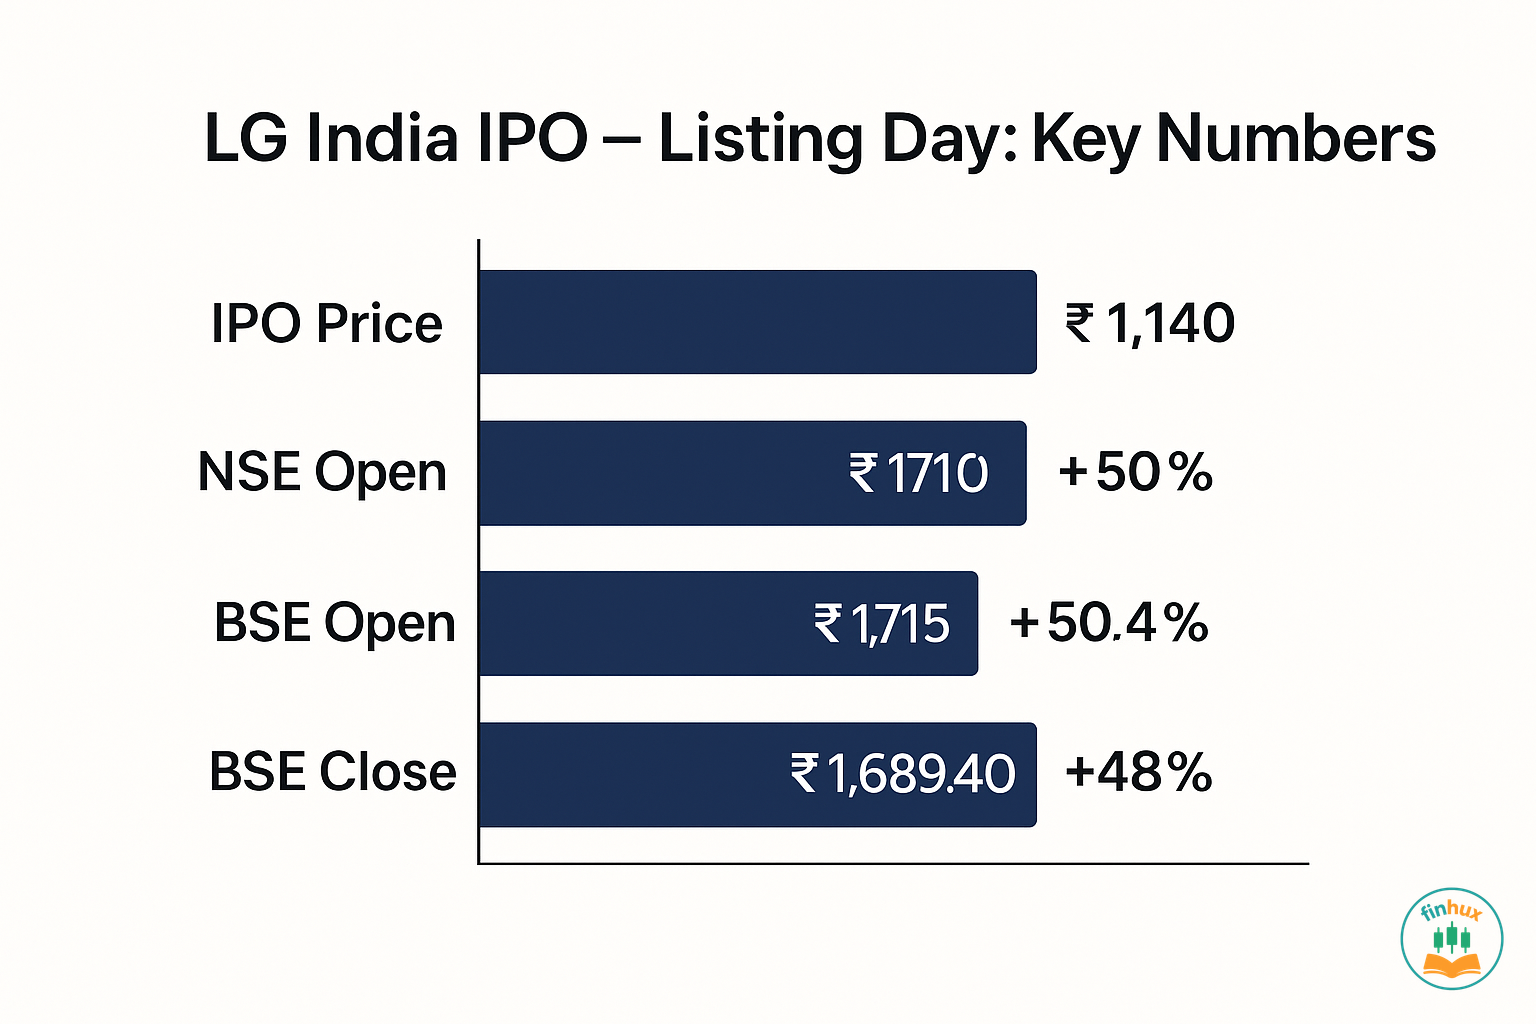 LG India IPO – Listing Day: Key Numbers
IPO Price ₹ 1,140
NSE Open ₹ 1710 +50%
BSE Open ₹ 1,715 +50.4%
BSE Close ₹ 1,689.40 +48%
finhux